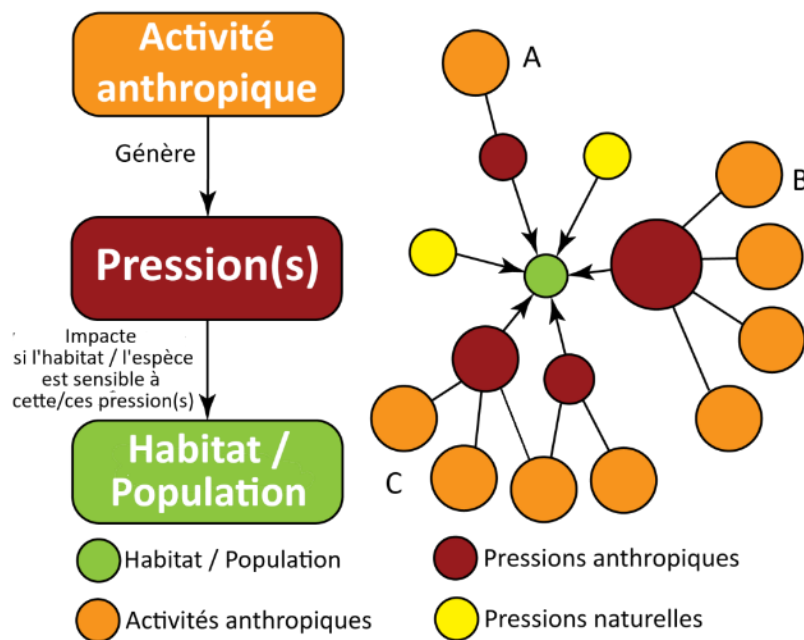 Activité
anthropique
Génère
Pression(s)
Impacte
si l'habitat / l'espèce
est sensible à
cette/ces pression(s)
Habitat /
Population
A
B
C
Habitat / Population
Activités anthropiques
Pressions anthropiques
Pressions naturelles